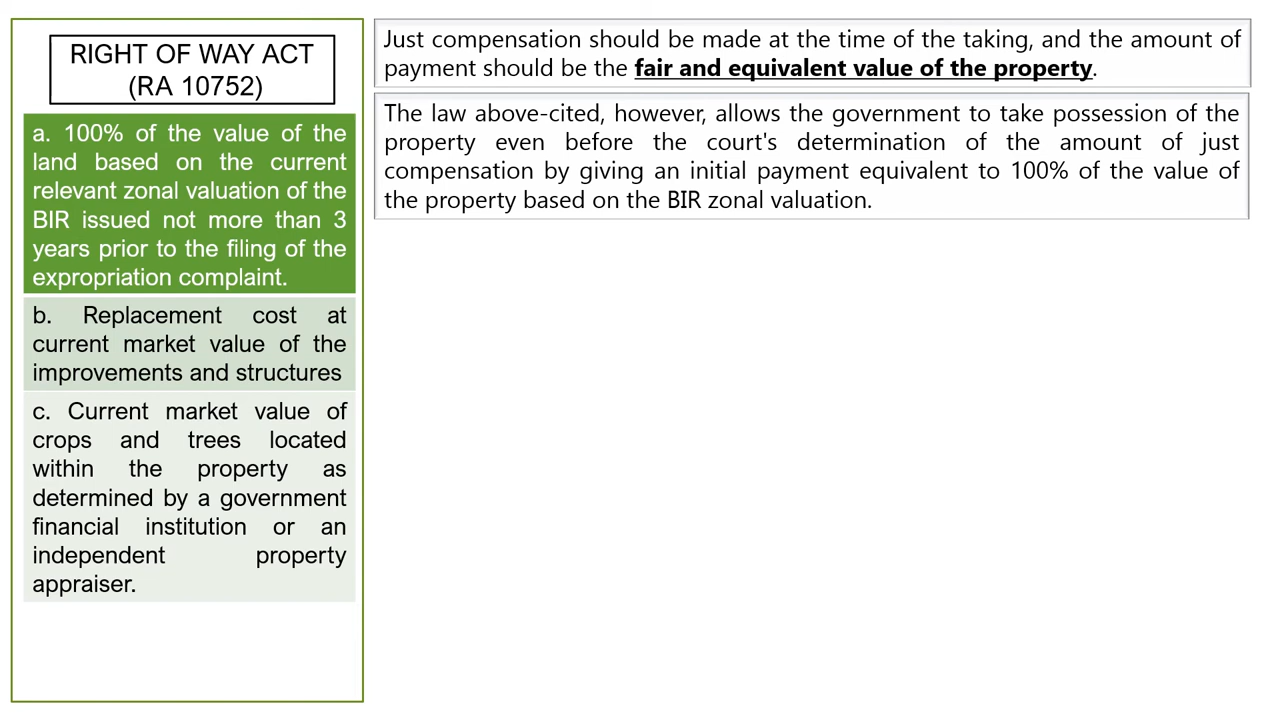 RIGHT OF WAY ACT
(RA 10752)
a. 100% of the value of the
land based on the current
relevant zonal valuation of the
BIR issued not more than 3
years prior to the filing of the
expropriation complaint.
b. Replacement cost at
current market value of the
improvements and structures
c. Current market value of
crops and trees located
within the property as
determined by a government
financial institution or an
independent property
appraiser.
Just compensation should be made at the time of the taking, and the amount of
payment should be the fair and equivalent value of the property.
The law above-cited, however, allows the government to take possession of the
property even before the court's determination of the amount of just
compensation by giving an initial payment equivalent to 100% of the value of
the property based on the BIR zonal valuation.